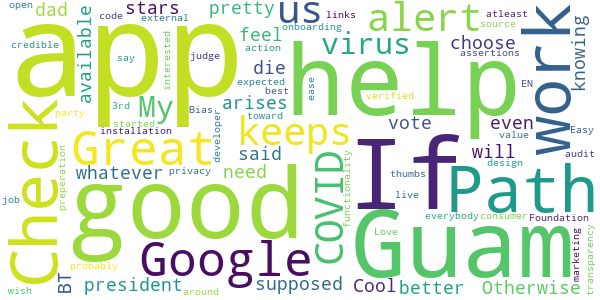 open
dad
stars
pretty
us
alert
links
atleast
credible
code
external
source
app
available
feel
virus
choose
knowing
say
action
onboarding
assertions
judge
interested
die
expected
best
ease
verified
EN
help
work
3rd
My
arises
toward
Bias
started
developer
vote
even
value
Easy
party
installation
Great
keeps
said
will
design
audit
Check
whatever
privacy
need
COVID
functionality
If
thumbs
live
Path
preparation
job
good
Guam
everybody
consumer
Foundation
transparency
Love
marketing
Google
BT
president
supposed
Cool
better
Otherwise
wish
probably
around